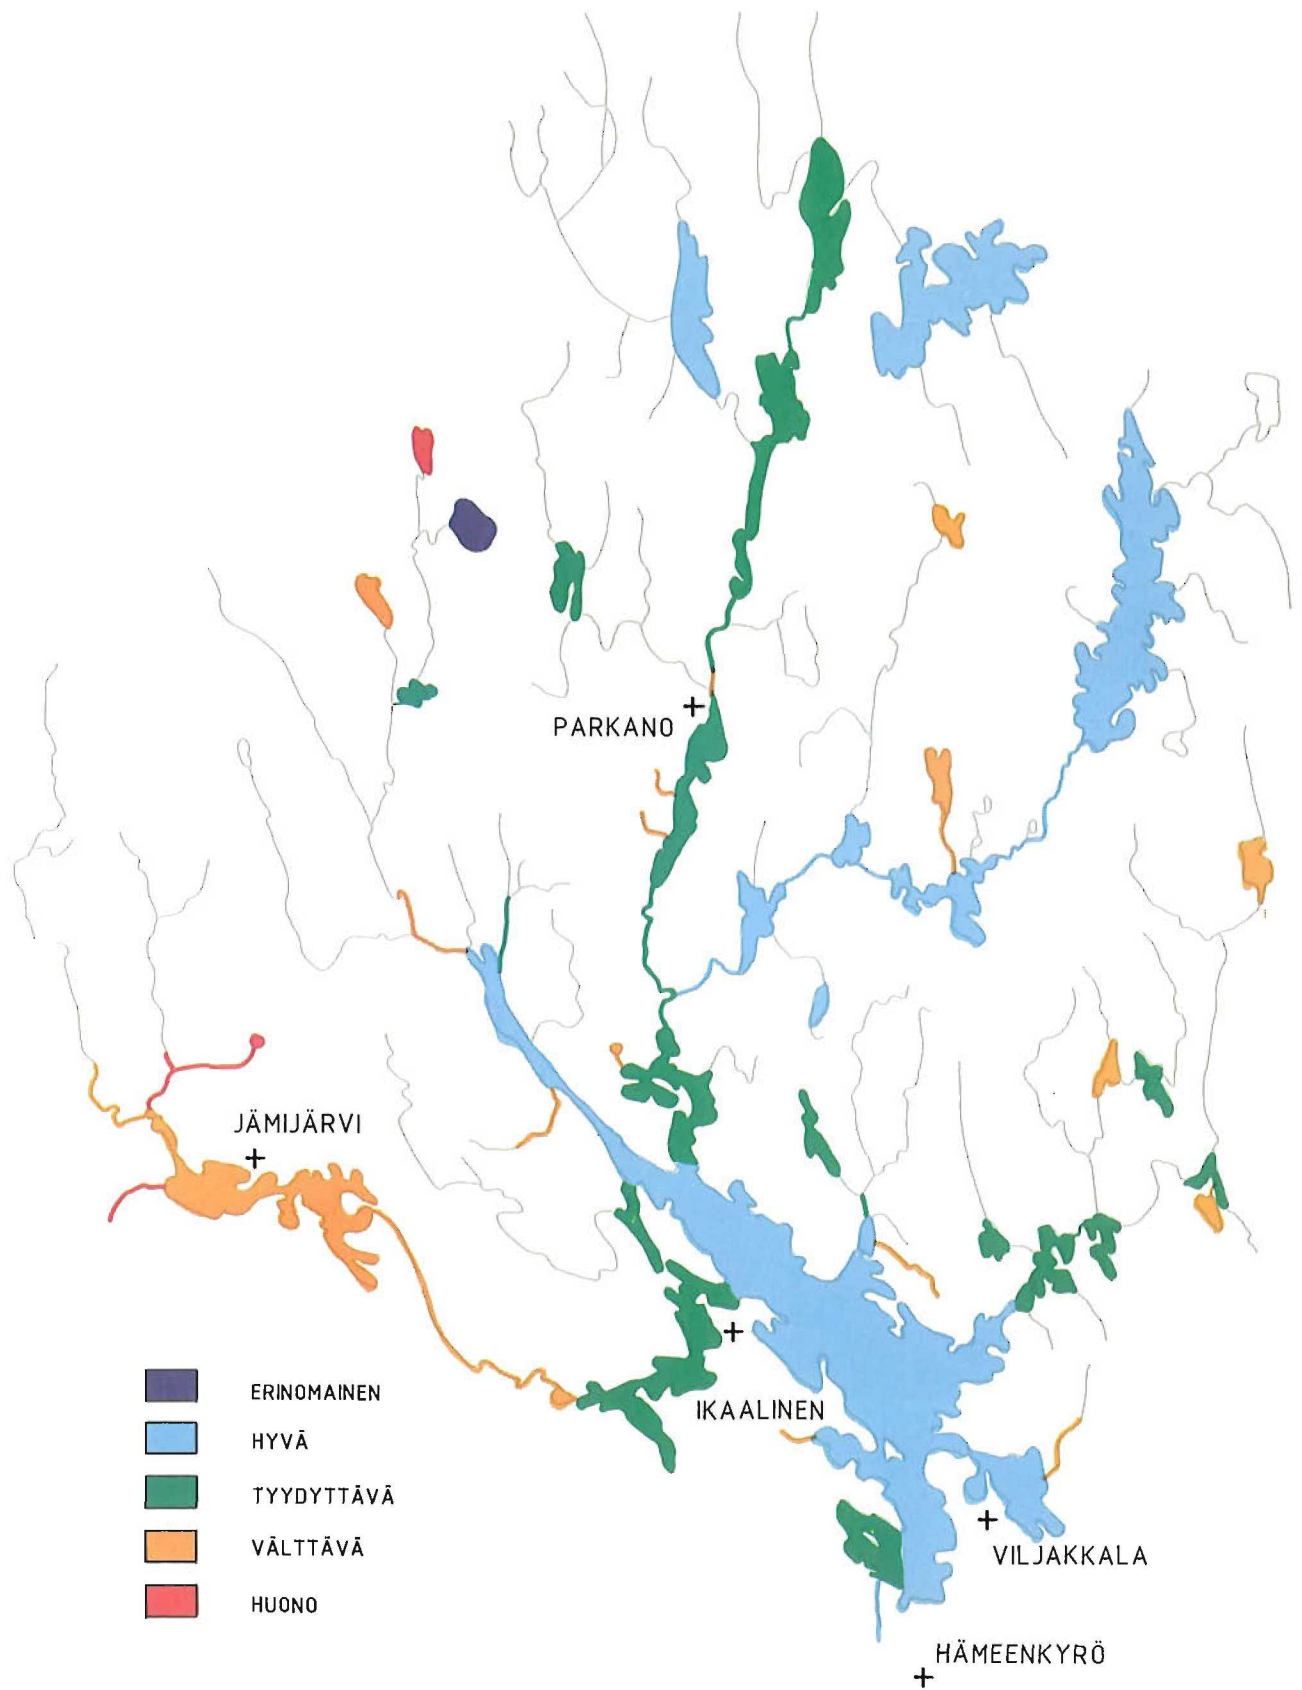 PARKANO
JÄMIJÄRVI
IKAALINEN
ERINOMAINEN
HYVÄ
TYYDYTTÄVÄ
VÄLTTÄVÄ
HUONO
VILJAKKALA
HÄMEENKYRÖ